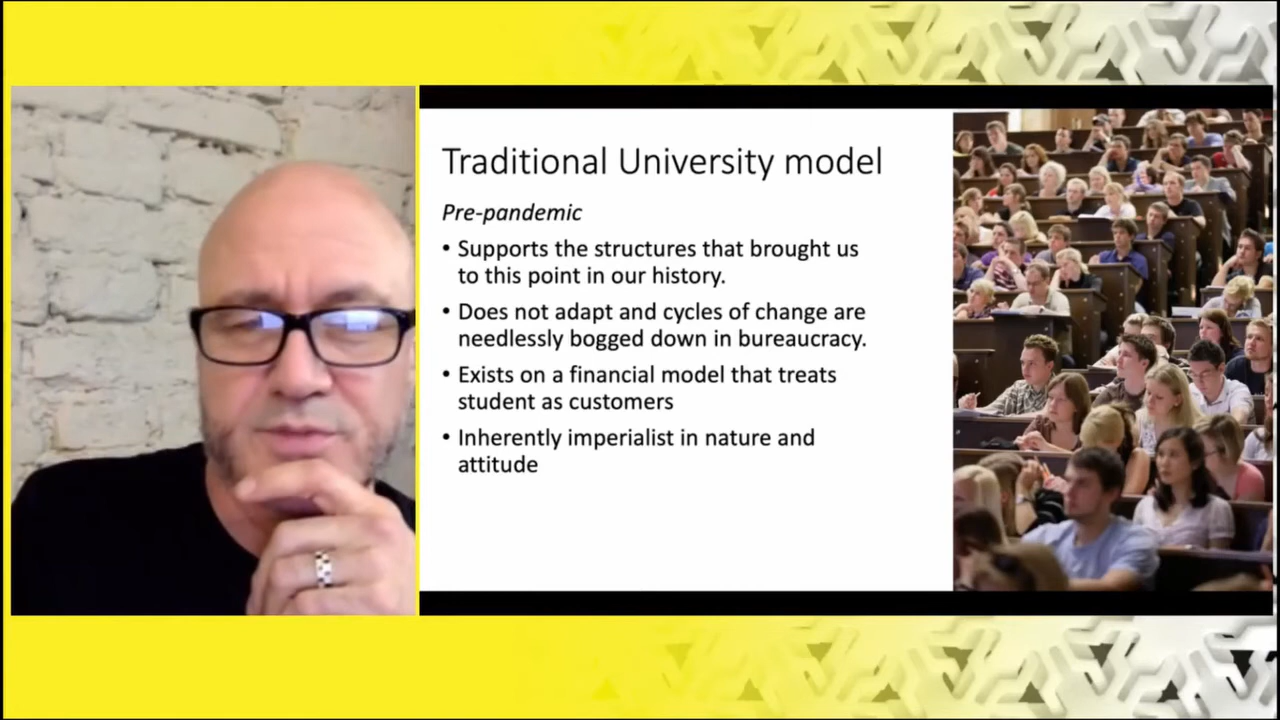 Traditional University model
Pre-pandemic
• Supports the structures that brought us
to this point in our history.
• Does not adapt and cycles of change are
needlessly bogged down in bureaucracy.
• Exists on a financial model that treats
student as customers
• Inherently imperialist in nature and
attitude